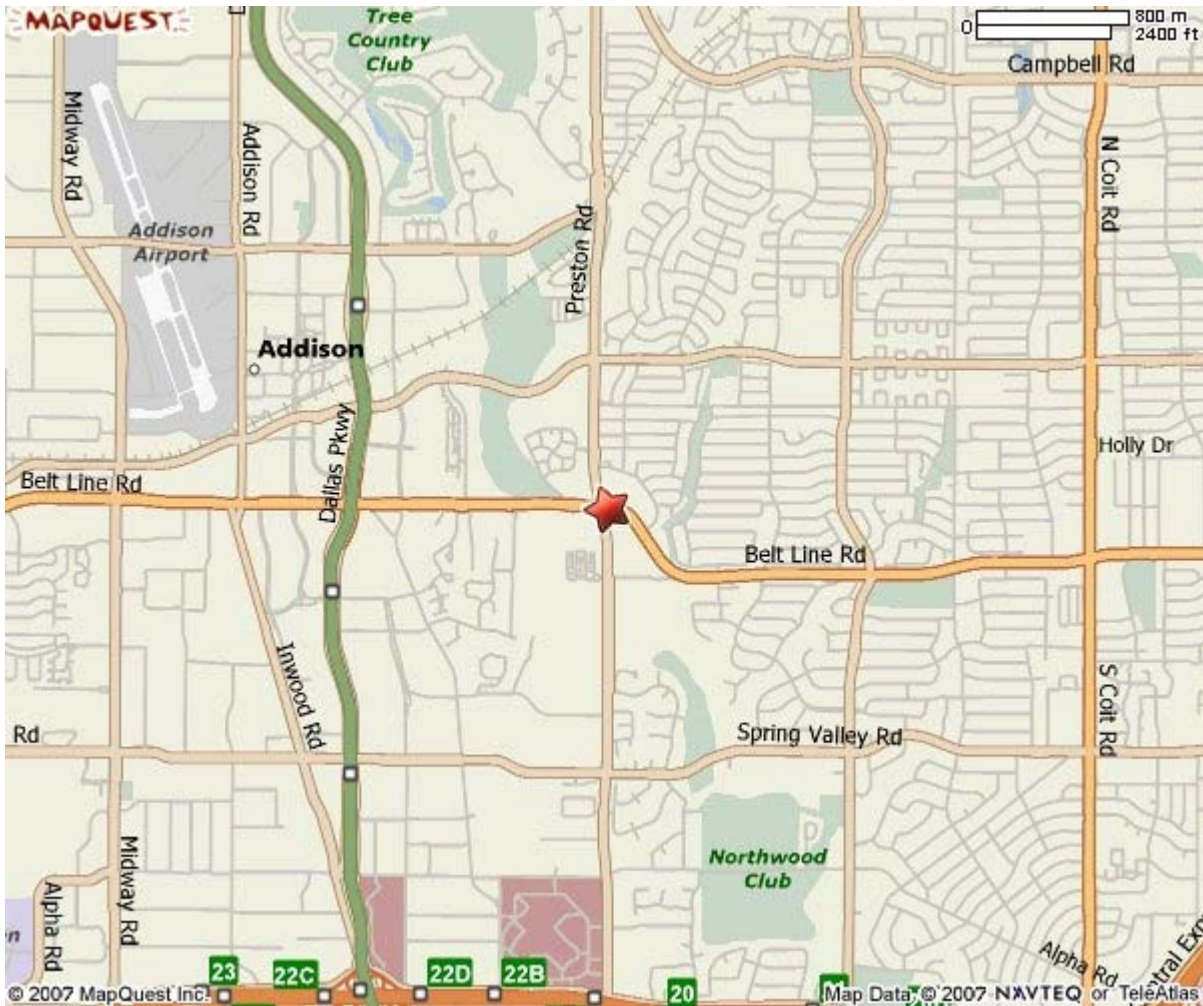 MAPQUEST
Tree
Country
Club
0
800 m
2400 ft
Campbell Rd
Midway Rd
Addison Rd
N Coit Rd
Addison
Airport
Preston Rd
Addison
Dallas Pkwy
Holly Dr
Belt Line Rd
Belt Line Rd
Inwood Rd
S Coit Rd
Rd
Spring Valley Rd
Midway Rd
Alpha Rd
Northwood
Club
Alpha Rd
23
22C
22D
22B
20
© 2007 MapQuest Inc.
Map Data © 2007 NAVTEQ or TeleAtlas